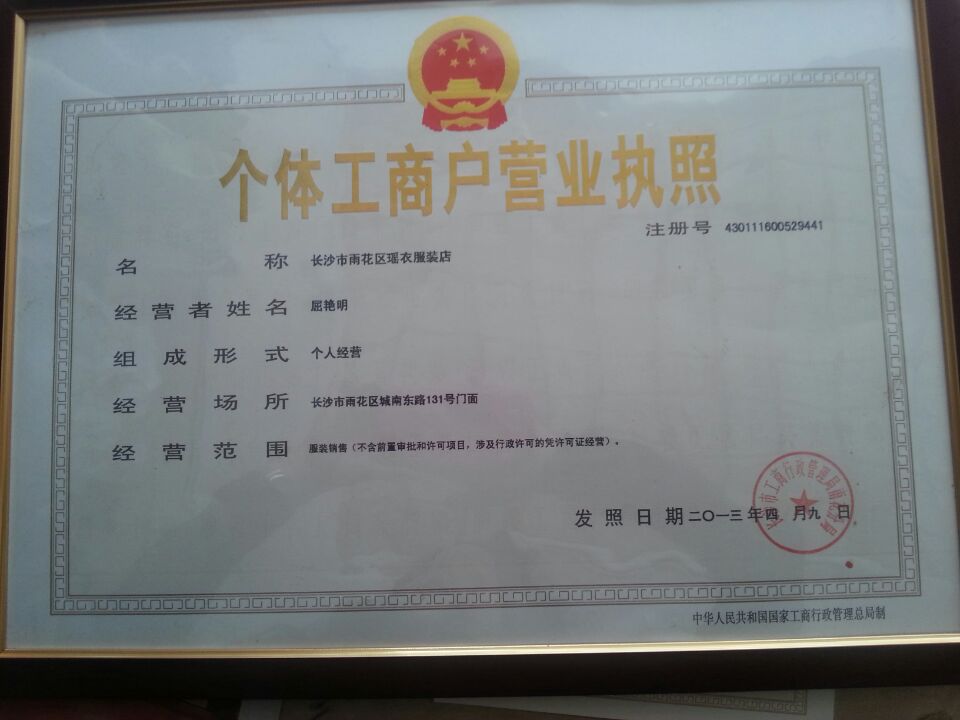 个体工商户营业执照
注册号 430111600529441
名称 长沙市雨花区瑶衣服装店
经营者姓名 屈艳明
组成形式 个人经营
经营场所 长沙市雨花区城南东路131号门面
经营范围 服装销售（不含前置审批和许可项目，涉及行政许可的凭许可证经营）。
发照日期 二〇一三年四月九日
中华人民共和国国家工商行政管理总局制